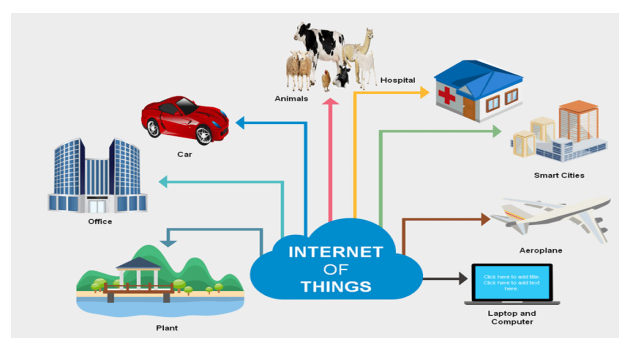 Animals
Hospital
Car
Smart Cities
Office
Aeroplane
INTERNET
OF
THINGS
Click here to add title.
Click here to add text
here.
Plant
Laptop and
Computer